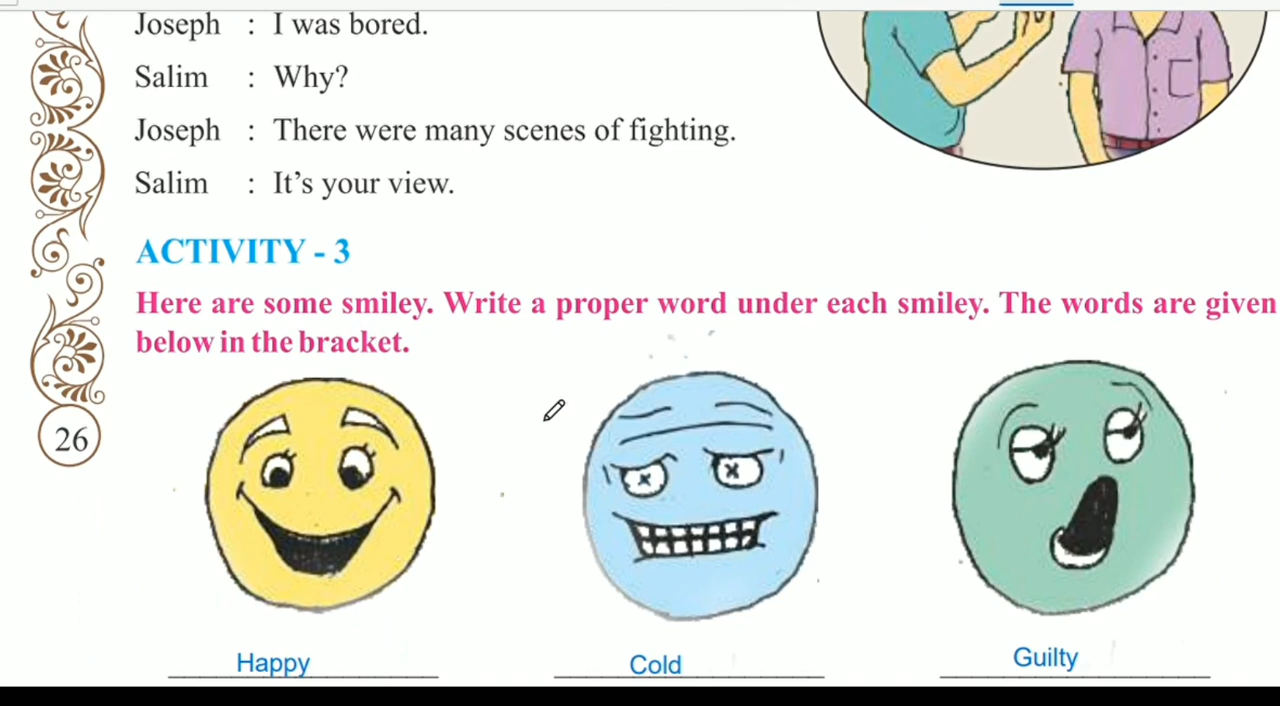 Joseph : I was bored.
Salim : Why?
Joseph : There were many scenes of fighting.
Salim : It's your view.
ACTIVITY - 3
Here are some smiley. Write a proper word under each smiley. The words are given
below in the bracket.
26
Happy Cold Guilty